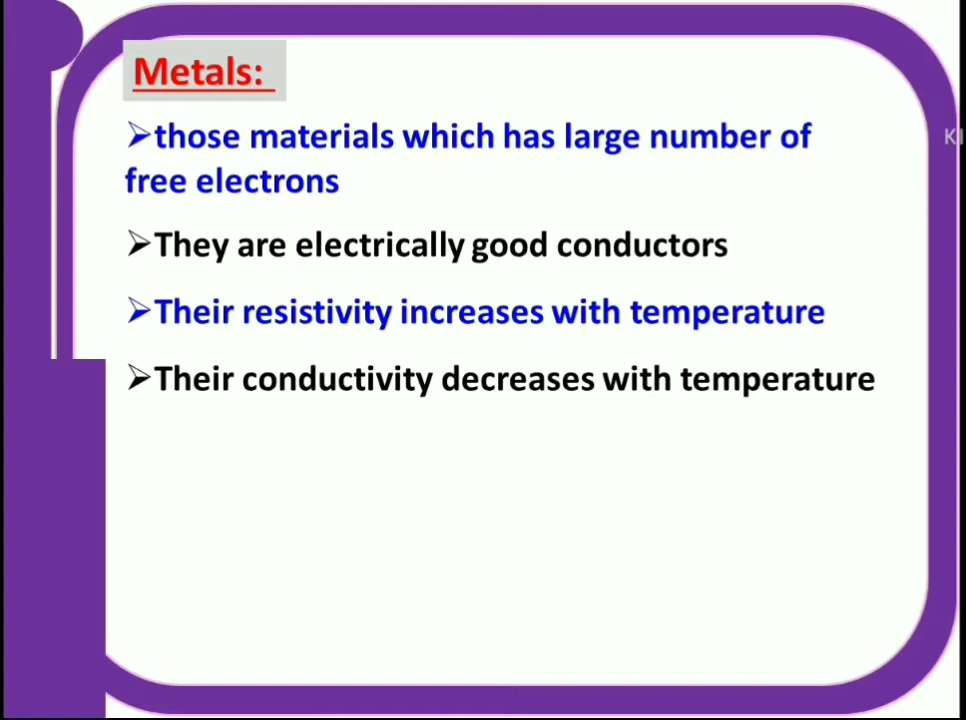 Metals:
➢those materials which has large number of
free electrons
➢They are electrically good conductors
➢Their resistivity increases with temperature
➢Their conductivity decreases with temperature